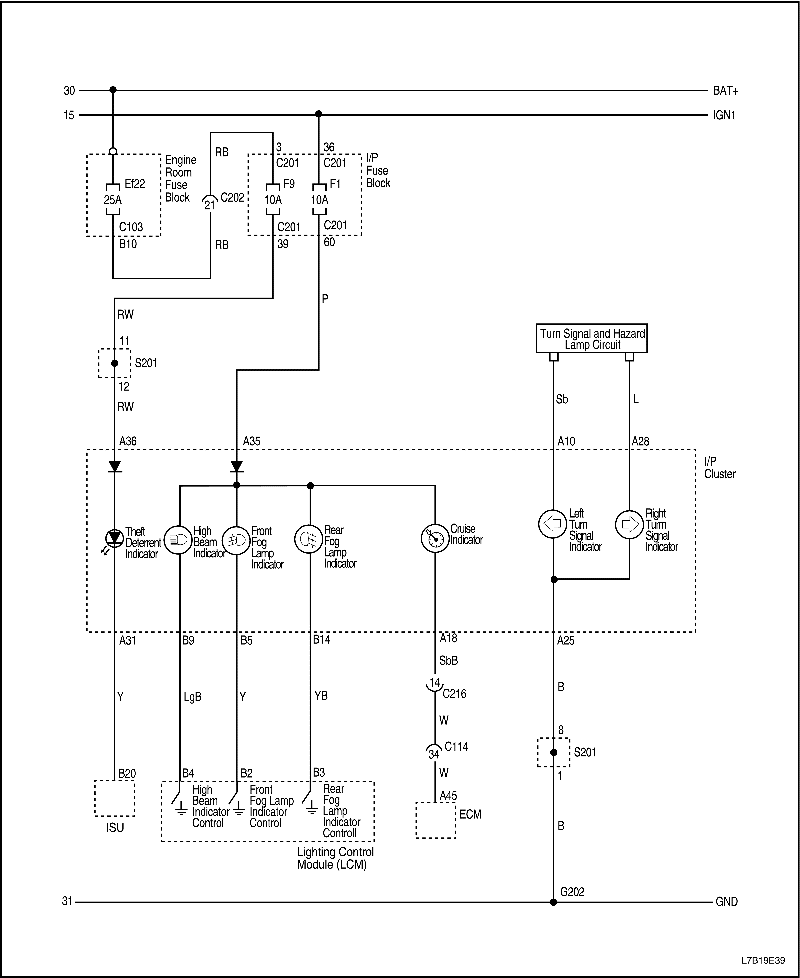 30 BAT+
15 IGN1
Engine
Room
Fuse
Block
RB
3
36
I/P
Fuse
Block
C201
C201
Ef22
25A
F9
10A
F1
10A
21
C202
C103
B10
RB
C201
39
C201
60
RW
P
11
S201
12
RW
Turn Signal and Hazard
Lamp Circuit
Sb
L
A36
A35
A10
A28
I/P
Cluster
Theft
Deterrent
Indicator
High
Beam
Indicator
Front
Fog
Lamp
Indicator
Rear
Fog
Lamp
Indicator
Cruise
Indicator
Left
Turn
Signal
Indicator
Right
Turm
Signal
Indicator
A31
B9
B5
B14
A18
A25
SbB
14
C216
Y
LgB
Y
YB
B
W
34
C114
W
8
S201
1
B20
B4
B2
B3
A45
ISU
High
Beam
Indicator
Control
Front
Fog Lamp
Indicator
Control
Rear
Fog
Lamp
Indicator
Controll
ECM
B
Lighting Control
Module (LCM)
G202
31 GND
L7B19E39